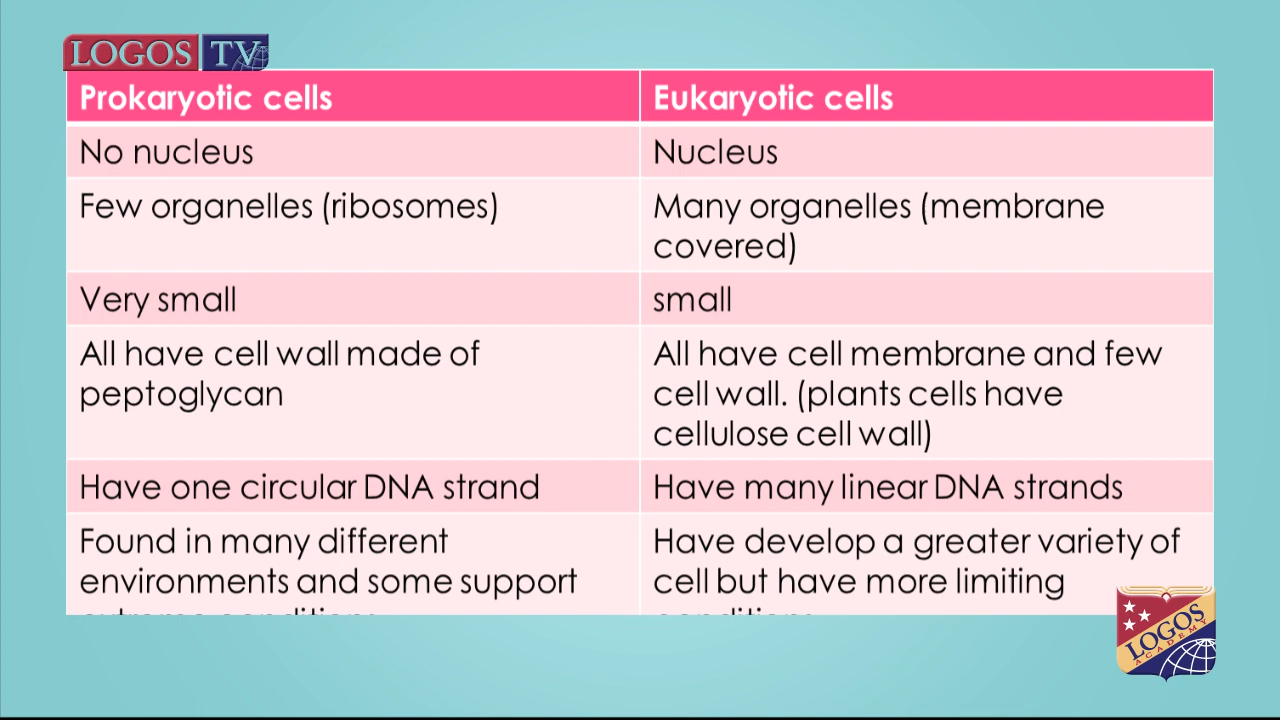 LOGOS TV
Prokaryotic cells
Eukaryotic cells
No nucleus
Nucleus
Few organelles (ribosomes)
Many organelles (membrane
covered)
Very small
small
All have cell wall made of
peptoglycan
All have cell membrane and few
cell wall. (plants cells have
cellulose cell wall)
Have one circular DNA strand
Have many linear DNA strands
Found in many different
environments and some support
Have develop a greater variety of
cell but have more limiting
LOGOS
ACADEMY